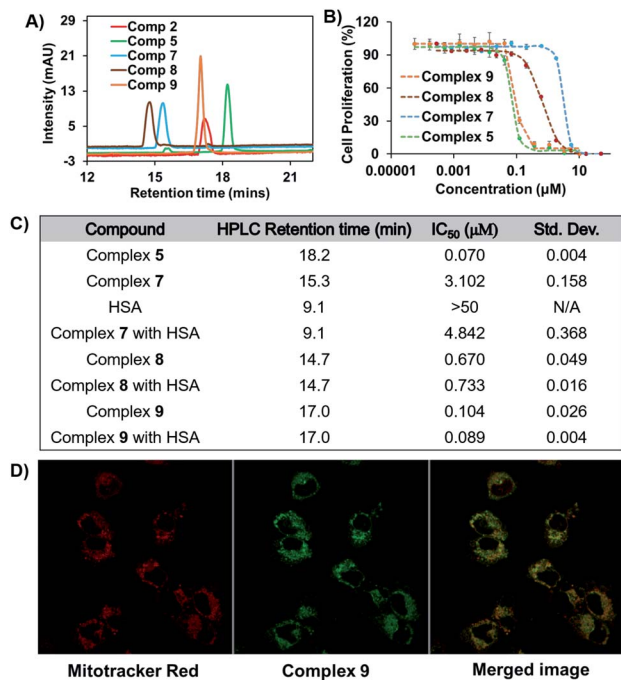 A)
29
21
13
5
-3
Intensity (mAU)
Comp 2
Comp 5
Comp 7
Comp 8
Comp 9
12 15 18 21
Retention time (mins)
B)
120
90
60
30
0
Cell Proliferation (%)
Complex 9
Complex 8
Complex 7
Complex 5
0.00001 0.001 0.1 10
Concentration (μM)
C)
Compound HPLC Retention time (min) IC50 (μM) Std. Dev.
Complex 5 18.2 0.070 0.004
Complex 7 15.3 3.102 0.158
HSA 9.1 >50 N/A
Complex 7 with HSA 9.1 4.842 0.368
Complex 8 14.7 0.670 0.049
Complex 8 with HSA 14.7 0.733 0.016
Complex 9 17.0 0.104 0.026
Complex 9 with HSA 17.0 0.089 0.004
D)
Mitotracker Red Complex 9 Merged image